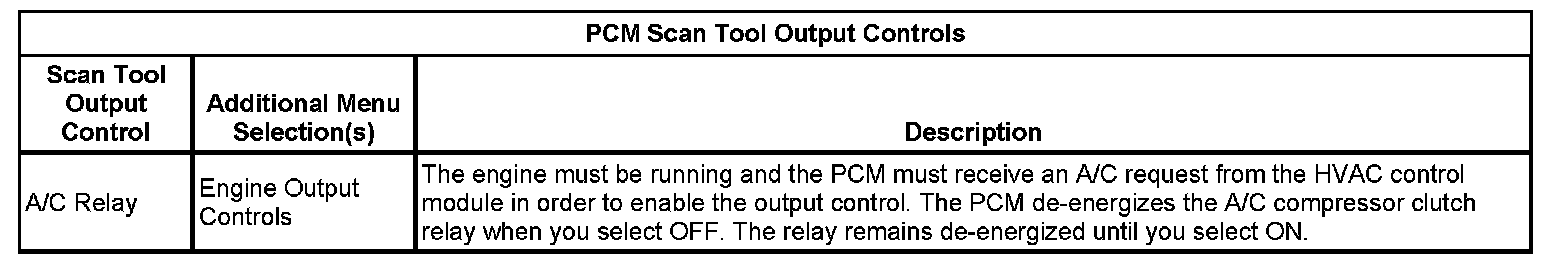 PCM Scan Tool Output Controls
Scan Tool
Output
Control
Additional Menu
Selection(s)
Description
A/C Relay
Engine Output
Controls
The engine must be running and the PCM must receive an A/C request from the HVAC control
module in order to enable the output control. The PCM de-energizes the A/C compressor clutch
relay when you select OFF. The relay remains de-energized until you select ON.